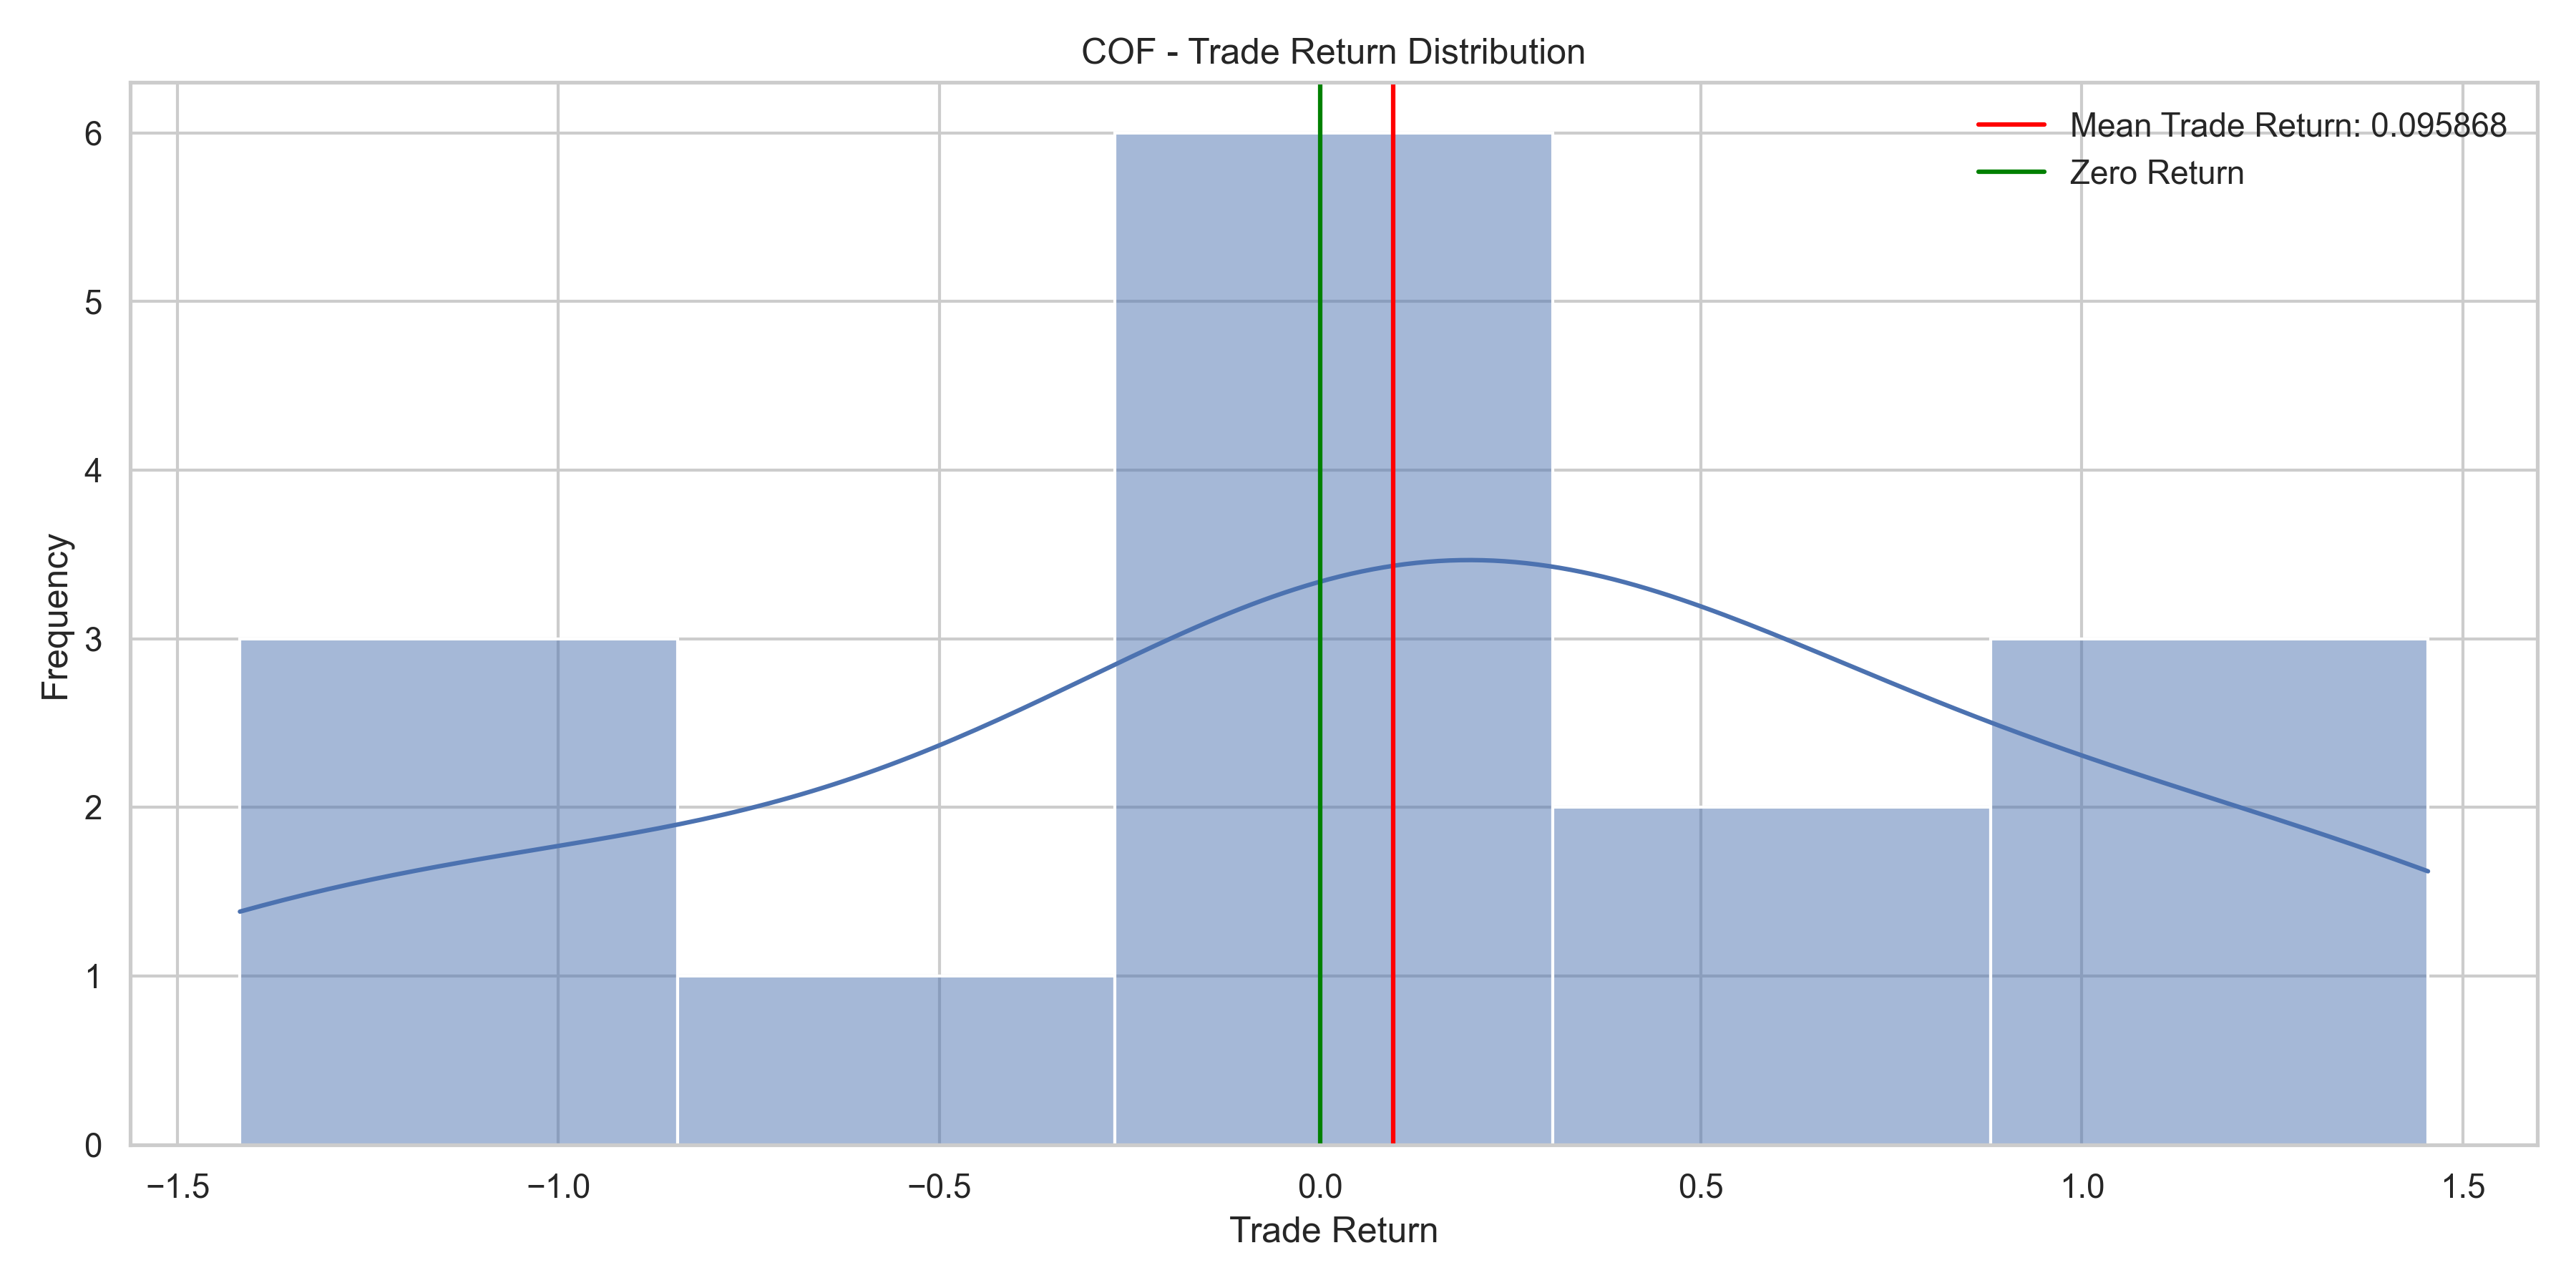 COF - Trade Return Distribution
Mean Trade Return: 0.095868
Zero Return
6
5
4
3
2
1
0
Frequency
−1.5
−1.0
−0.5
0.0
0.5
1.0
1.5
Trade Return